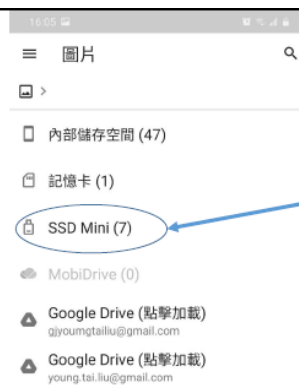 16:05
圖片
內部儲存空間 (47)
記憶卡 (1)
SSD Mini (7)
MobiDrive (0)
Google Drive (點擊加載)
gjyoumgtailiu@gmail.com
Google Drive (點擊加載)
young.tai.liu@gmail.com